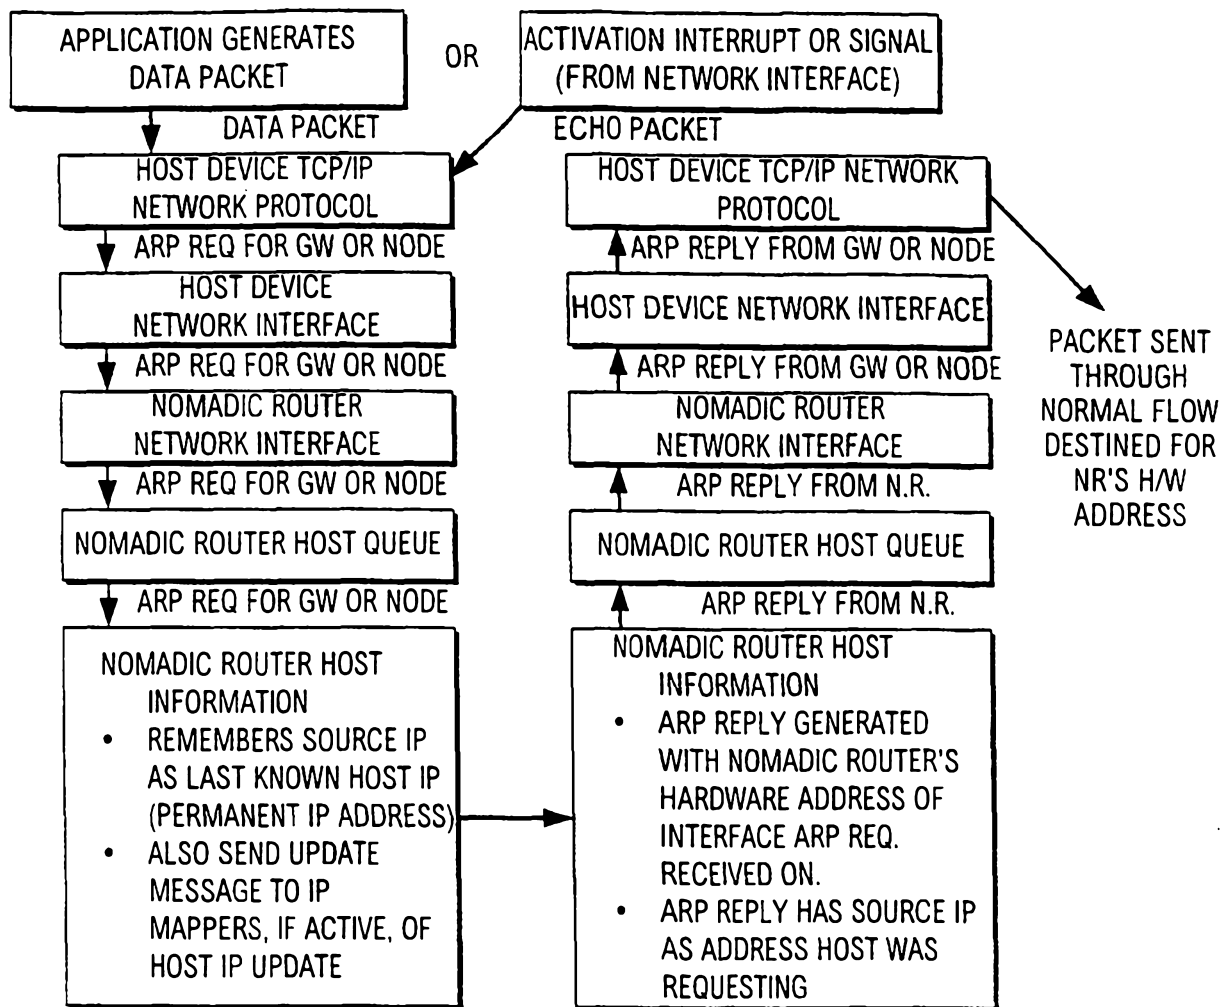 APPLICATION GENERATES
DATA PACKET
OR
ACTIVATION INTERRUPT OR SIGNAL
(FROM NETWORK INTERFACE)
DATA PACKET
ECHO PACKET
HOST DEVICE TCP/IP
NETWORK PROTOCOL
ARP REQ FOR GW OR NODE
HOST DEVICE
NETWORK INTERFACE
ARP REQ FOR GW OR NODE
NOMADIC ROUTER
NETWORK INTERFACE
ARP REQ FOR GW OR NODE
NOMADIC ROUTER HOST QUEUE
ARP REQ FOR GW OR NODE
NOMADIC ROUTER HOST
INFORMATION
• REMEMBERS SOURCE IP
AS LAST KNOWN HOST IP
(PERMANENT IP ADDRESS)
• ALSO SEND UPDATE
MESSAGE TO IP
MAPPERS, IF ACTIVE, OF
HOST IP UPDATE
HOST DEVICE TCP/IP NETWORK
PROTOCOL
ARP REPLY FROM GW OR NODE
HOST DEVICE NETWORK INTERFACE
ARP REPLY FROM GW OR NODE
NOMADIC ROUTER
NETWORK INTERFACE
ARP REPLY FROM N.R.
NOMADIC ROUTER HOST QUEUE
ARP REPLY FROM N.R.
NOMADIC ROUTER HOST
INFORMATION
• ARP REPLY GENERATED
WITH NOMADIC ROUTER'S
HARDWARE ADDRESS OF
INTERFACE ARP REQ.
RECEIVED ON.
• ARP REPLY HAS SOURCE IP
AS ADDRESS HOST WAS
REQUESTING
PACKET SENT
THROUGH
NORMAL FLOW
DESTINED FOR
NR'S H/W
ADDRESS